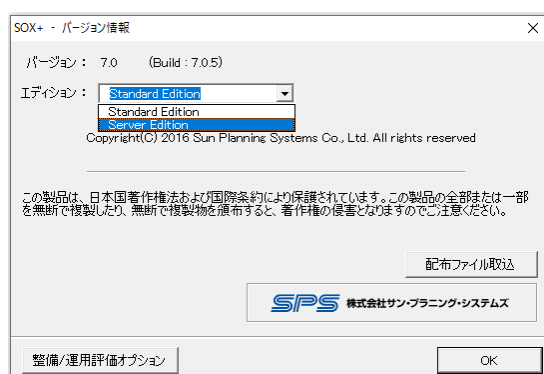 SOX+ - バージョン情報
バージョン： 7.0 (Build : 7.0.5)
エディション： Standard Edition
Standard Edition
Server Edition
Copyright(C) 2016 Sun Planning Systems Co., Ltd. All rights reserved
この製品は、日本国著作権法および国際条約により保護されています。この製品の全部または一部
を無断で複製したり、無断で複製物を頒布すると、著作権の侵害となりますのでご注意ください。
配布ファイル取込
SPS 株式会社サン・プラニング・システムズ
整備/運用評価オプション
OK